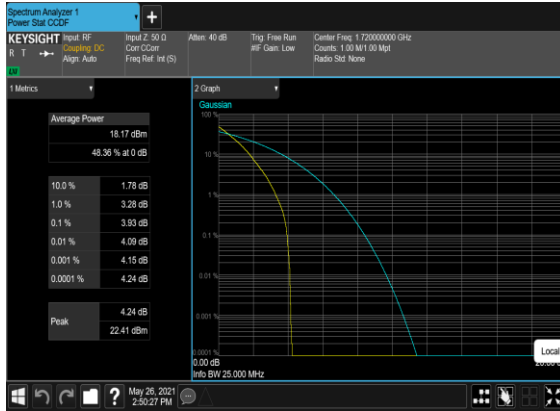 Spectrum Analyzer 1
Power Stat CCDF
KEYSIGHT
R T
LXI
Input: RF
Coupling: DC
Align: Auto
Input Z: 50 Ω
Corr CCorr
Freq Ref: Int (S)
Atten: 40 dB
Trig: Free Run
#IF Gain: Low
Center Freq: 1.720000000 GHz
Counts: 1.00 M/1.00 Mpt
Radio Std: None
1 Metrics
Average Power
18.17 dBm
48.36 % at 0 dB
10.0 % 1.78 dB
1.0 % 3.28 dB
0.1 % 3.93 dB
0.01 % 4.09 dB
0.001 % 4.15 dB
0.0001 % 4.24 dB
Peak
4.24 dB
22.41 dBm
2 Graph
Gaussian
100 %
10 %
1 %
0.1 %
0.01 %
0.001 %
0.0001 %
0.00 dB
Info BW 25.000 MHz
Local
May 26, 2021
2:50:27 PM